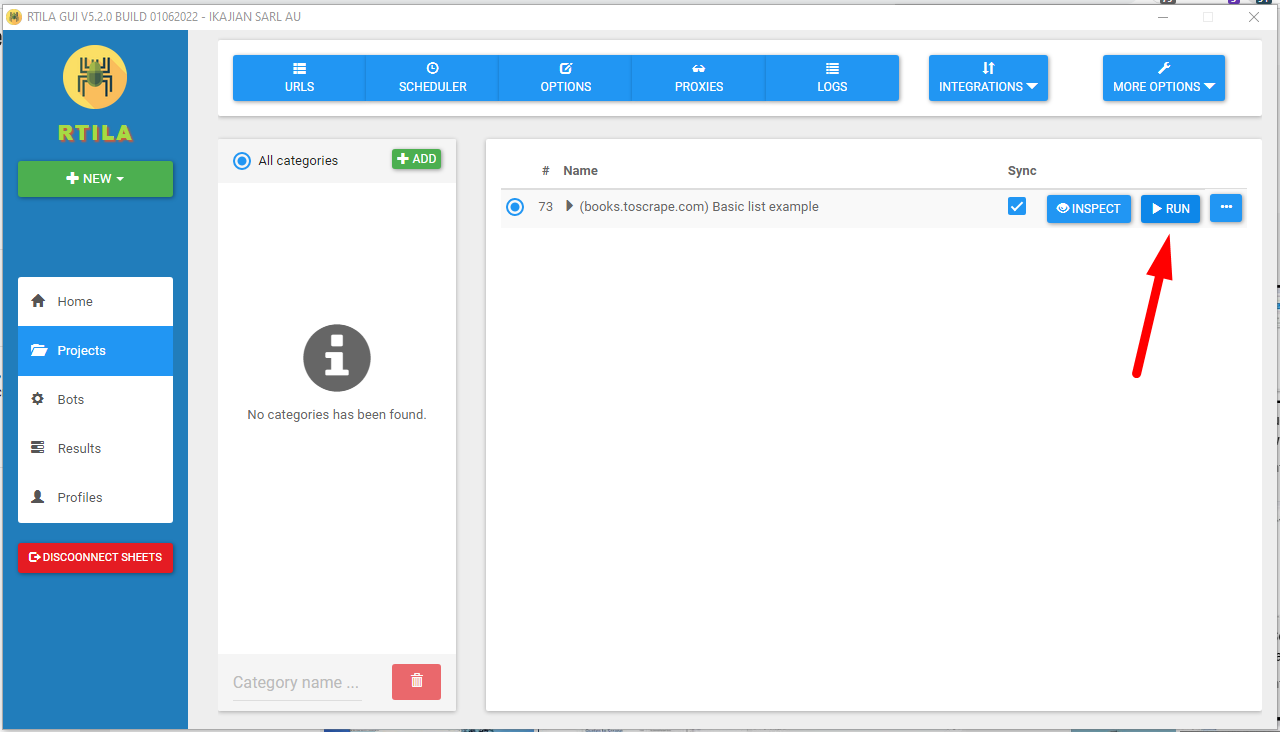 RTILA GUI V5.2.0 BUILD 01062022 - IKAJIAN SARL AU
RTILA
NEW
Home
Projects
Bots
Results
Profiles
DISCOONNECT SHEETS
URLS
SCHEDULER
OPTIONS
PROXIES
LOGS
INTEGRATIONS
MORE OPTIONS
All categories
ADD
No categories has been found.
Category name ...
# Name Sync
73 (books.toscrape.com) Basic list example INSPECT RUN